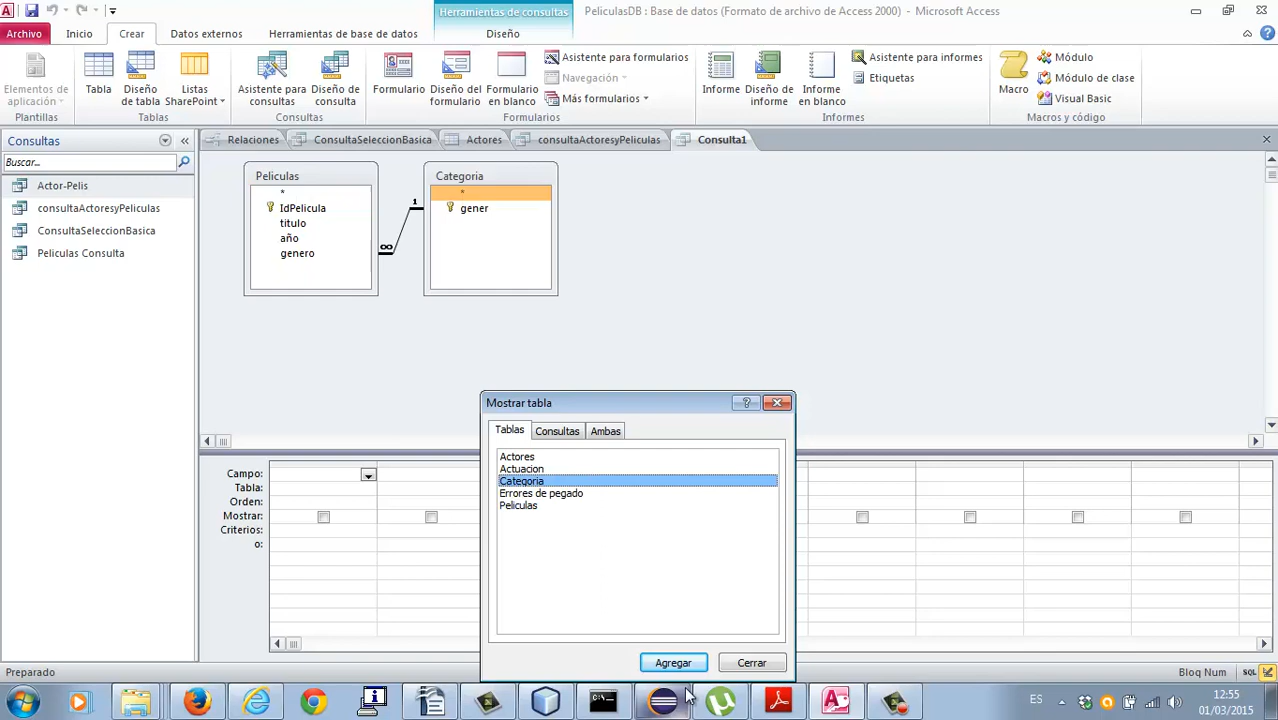 Herramientas de consultas
PeliculasDB : Base de datos (Formato de archivo de Access 2000) - Microsoft Access
Archivo
Inicio
Crear
Datos externos
Herramientas de base de datos
Diseño
Elementos de aplicación
Tabla
Diseño de tabla
Listas SharePoint
Asistente para consultas
Diseño de consulta
Formulario
Diseño del formulario
Formulario en blanco
Asistente para formularios
Navegación
Más formularios
Informe
Diseño de informe
Informe en blanco
Asistente para informes
Etiquetas
Macro
Módulo
Módulo de clase
Visual Basic
Plantillas
Tablas
Consultas
Formularios
Informes
Macros y código
Consultas
Buscar...
Actor-Pelis
consultaActoresyPeliculas
ConsultaSeleccionBasica
Peliculas Consulta
Relaciones
ConsultaSeleccionBasica
Actores
consultaActoresyPeliculas
Consulta1
Peliculas
*
IdPelicula
titulo
año
genero
∞
1
Categoria
*
gener
Campo:
Tabla:
Orden:
Mostrar:
Criterios:
o:
Mostrar tabla
Tablas
Consultas
Ambas
Actores
Actuacion
Categoria
Errores de pegado
Peliculas
Agregar
Cerrar
Preparado
Bloq Num
SQL
ES
12:55
01/03/2015